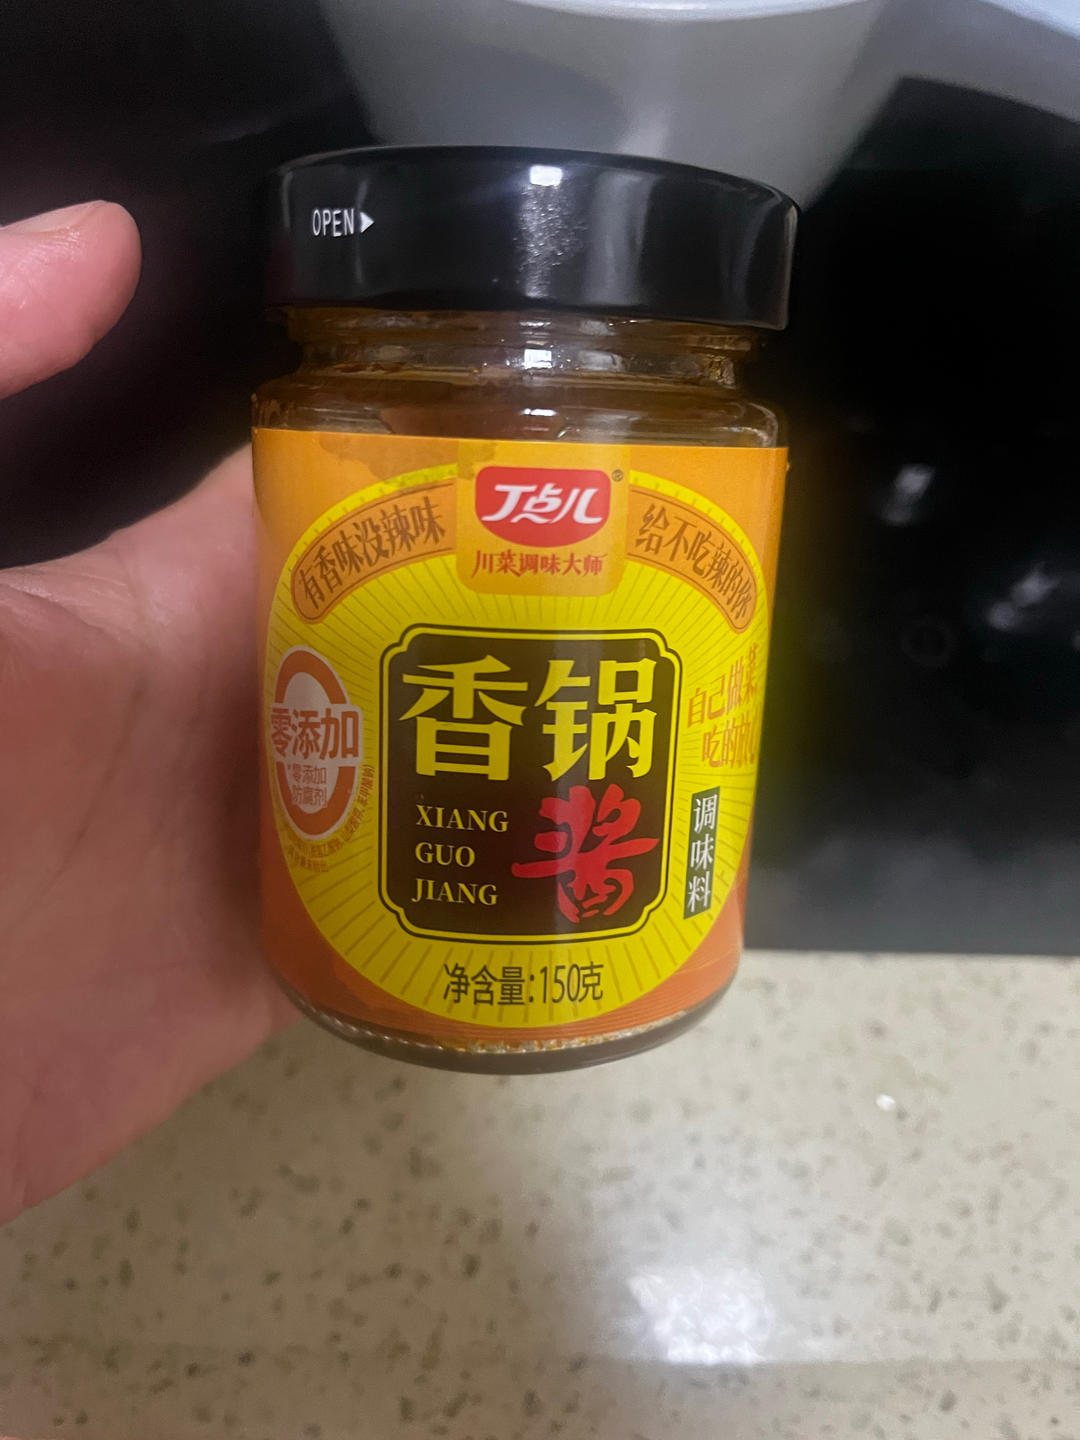 OPEN
丁点儿
®
川菜调味大师
有香味没辣味
给不吃辣的你
香锅
酱
XIANG
GUO
JIANG
零添加
*零添加
防腐剂
自己做菜
吃的放心
调味料
净含量:150克